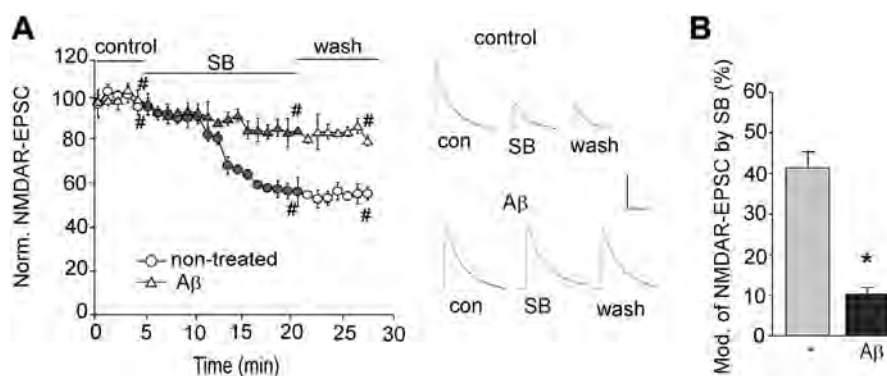 A
control
wash
SB
Norm. NMDAR-EPSC
120
100
80
60
40
20
0
#
#
#
#
#
#
non-treated
Aβ
0
5
10
15
20
25
30
Time (min)
control
con
SB
wash
Aβ
con
SB
wash
B
Mod. of NMDAR-EPSC by SB (%)
60
50
40
30
20
10
0
*
-
Aβ